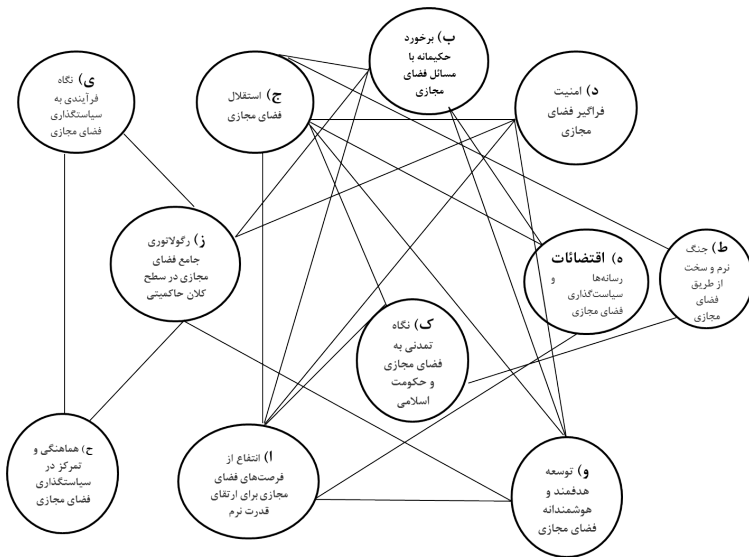 ب) برخورد
حکیمانه با
مسائل فضای
مجازی
د) امنیت
فراگیر فضای
مجازی
ج) استقلال
فضای مجازی
ی) نگاه
فرآیندی به
سیاستگذاری
فضای مجازی
ز) رگولاتوری
جامع فضای
مجازی در سطح
کلان حاکمیتی
ط) جنگ
نرم و سخت
از طریق
فضای
مجازی
ه) اقتضائات
رسانه‌ها و
سیاست‌گذاری
فضای مجازی
ک) نگاه
تمدنی به
فضای مجازی
و حکومت
اسلامی
ح) هماهنگی و
تمرکز در
سیاستگذاری
فضای مجازی
ا) انتفاع از
فرصت‌های فضای
مجازی برای ارتقای
قدرت نرم
و) توسعه
هدفمند و
هوشمندانه
فضای مجازی